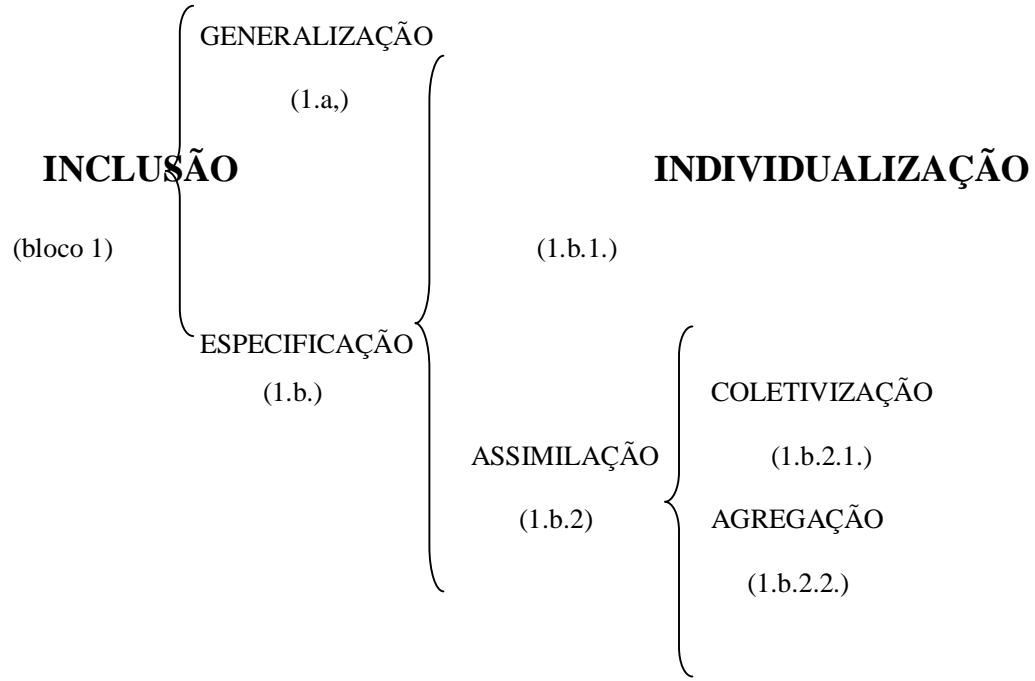 GENERALIZAÇÃO
(1.a,)
INCLUSÃO
INDIVIDUALIZAÇÃO
(bloco 1)
(1.b.1.)
ESPECIFICAÇÃO
(1.b.)
COLETIVIZAÇÃO
ASSIMILAÇÃO
(1.b.2.1.)
(1.b.2)
AGREGAÇÃO
(1.b.2.2.)